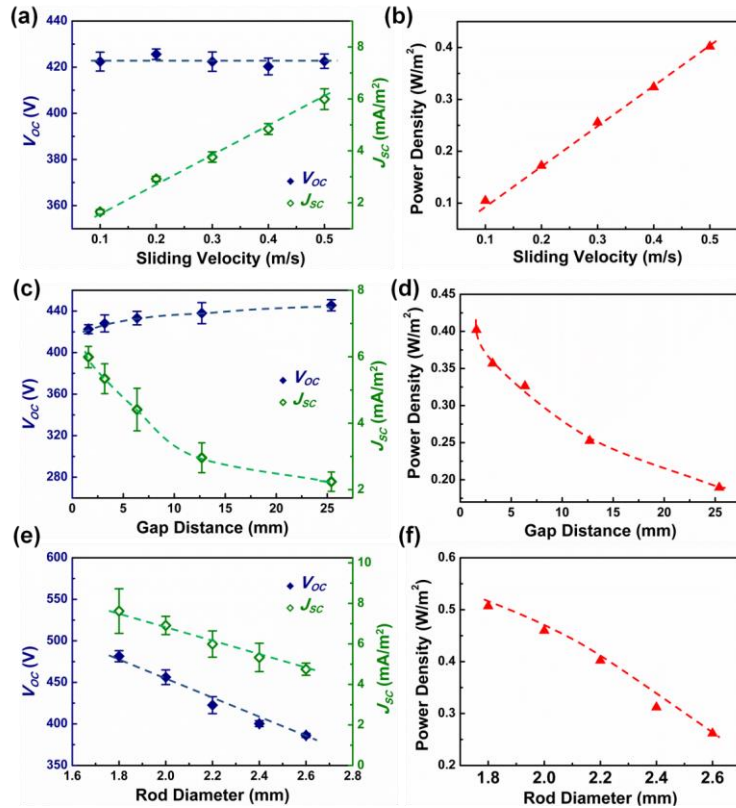 (a)
440
420
400
380
360
V_OC (V)
8
6
4
2
J_SC (mA/m²)
V_OC
J_SC
0.1 0.2 0.3 0.4 0.5
Sliding Velocity (m/s)
(b)
0.4
0.3
0.2
0.1
Power Density (W/m²)
0.1 0.2 0.3 0.4 0.5
Sliding Velocity (m/s)
(c)
440
400
360
320
280
V_OC (V)
8
6
4
2
J_SC (mA/m²)
V_OC
J_SC
0 5 10 15 20 25
Gap Distance (mm)
(d)
0.45
0.40
0.35
0.30
0.25
0.20
Power Density (W/m²)
0 5 10 15 20 25
Gap Distance (mm)
(e)
600
550
500
450
400
350
V_OC (V)
10
8
6
4
2
0
J_SC (mA/m²)
V_OC
J_SC
1.6 1.8 2.0 2.2 2.4 2.6 2.8
Rod Diameter (mm)
(f)
0.6
0.5
0.4
0.3
0.2
Power Density (W/m²)
1.8 2.0 2.2 2.4 2.6
Rod Diameter (mm)